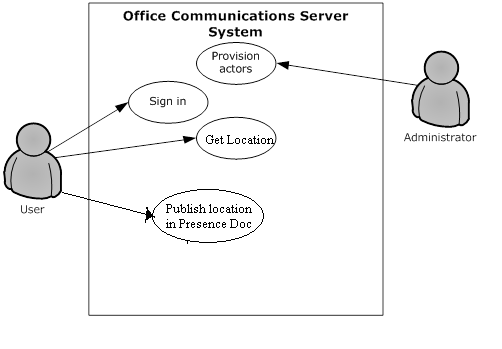 Office Communications Server
System
Provision
actors
Sign in
Get Location
Administrator
User
Publish location
in Presence Doc